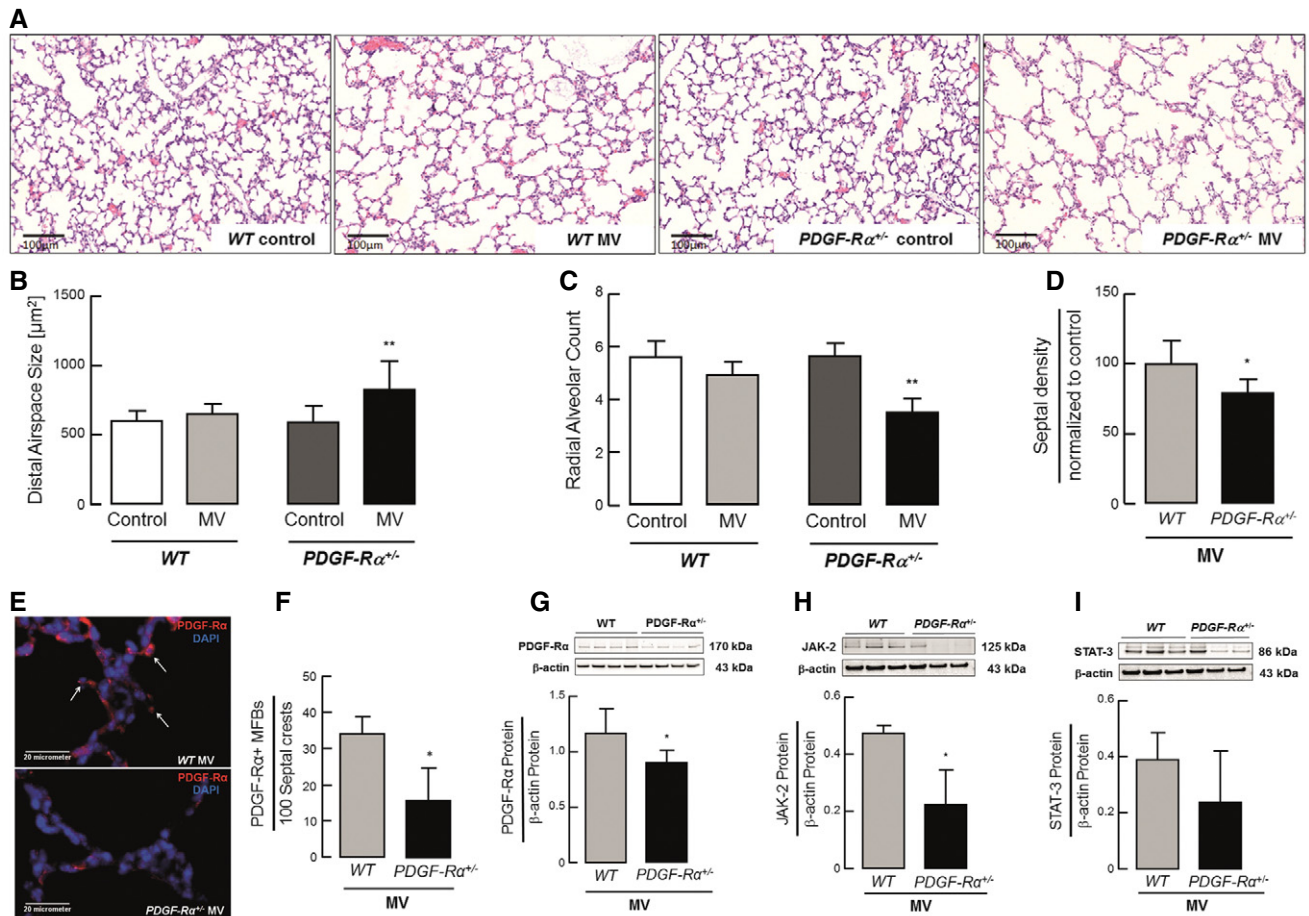 A
100µm
WT control
100µm
WT MV
100µm
PDGF-Rα+/- control
100µm
PDGF-Rα+/- MV
B
Distal Airspace Size [µm²]
1500
1000
500
0
**
Control
MV
Control
MV
WT
PDGF-Rα+/-
C
Radial Alveolar Count
8
6
4
2
0
**
Control
MV
Control
MV
WT
PDGF-Rα+/-
D
Septal density
normalized to control
150
100
50
0
*
WT
PDGF-Rα+/-
MV
E
PDGF-Rα
DAPI
20 micrometer
WT MV
PDGF-Rα
DAPI
20 micrometer
PDGF-Rα+/- MV
F
PDGF-Rα+ MFBs
100 Septal crests
50
40
30
20
10
0
*
WT
PDGF-Rα+/-
MV
G
WT
PDGF-Rα+/-
PDGF-Rα
170 kDa
β-actin
43 kDa
PDGF-Rα Protein
β-actin Protein
1.5
1.0
0.5
0
*
WT
PDGF-Rα+/-
MV
H
WT
PDGF-Rα+/-
JAK-2
125 kDa
β-actin
43 kDa
JAK-2 Protein
β-actin Protein
0.6
0.4
0.2
0
*
WT
PDGF-Rα+/-
MV
I
WT
PDGF-Rα+/-
STAT-3
86 kDa
β-actin
43 kDa
STAT-3 Protein
β-actin Protein
0.6
0.4
0.2
0
WT
PDGF-Rα+/-
MV